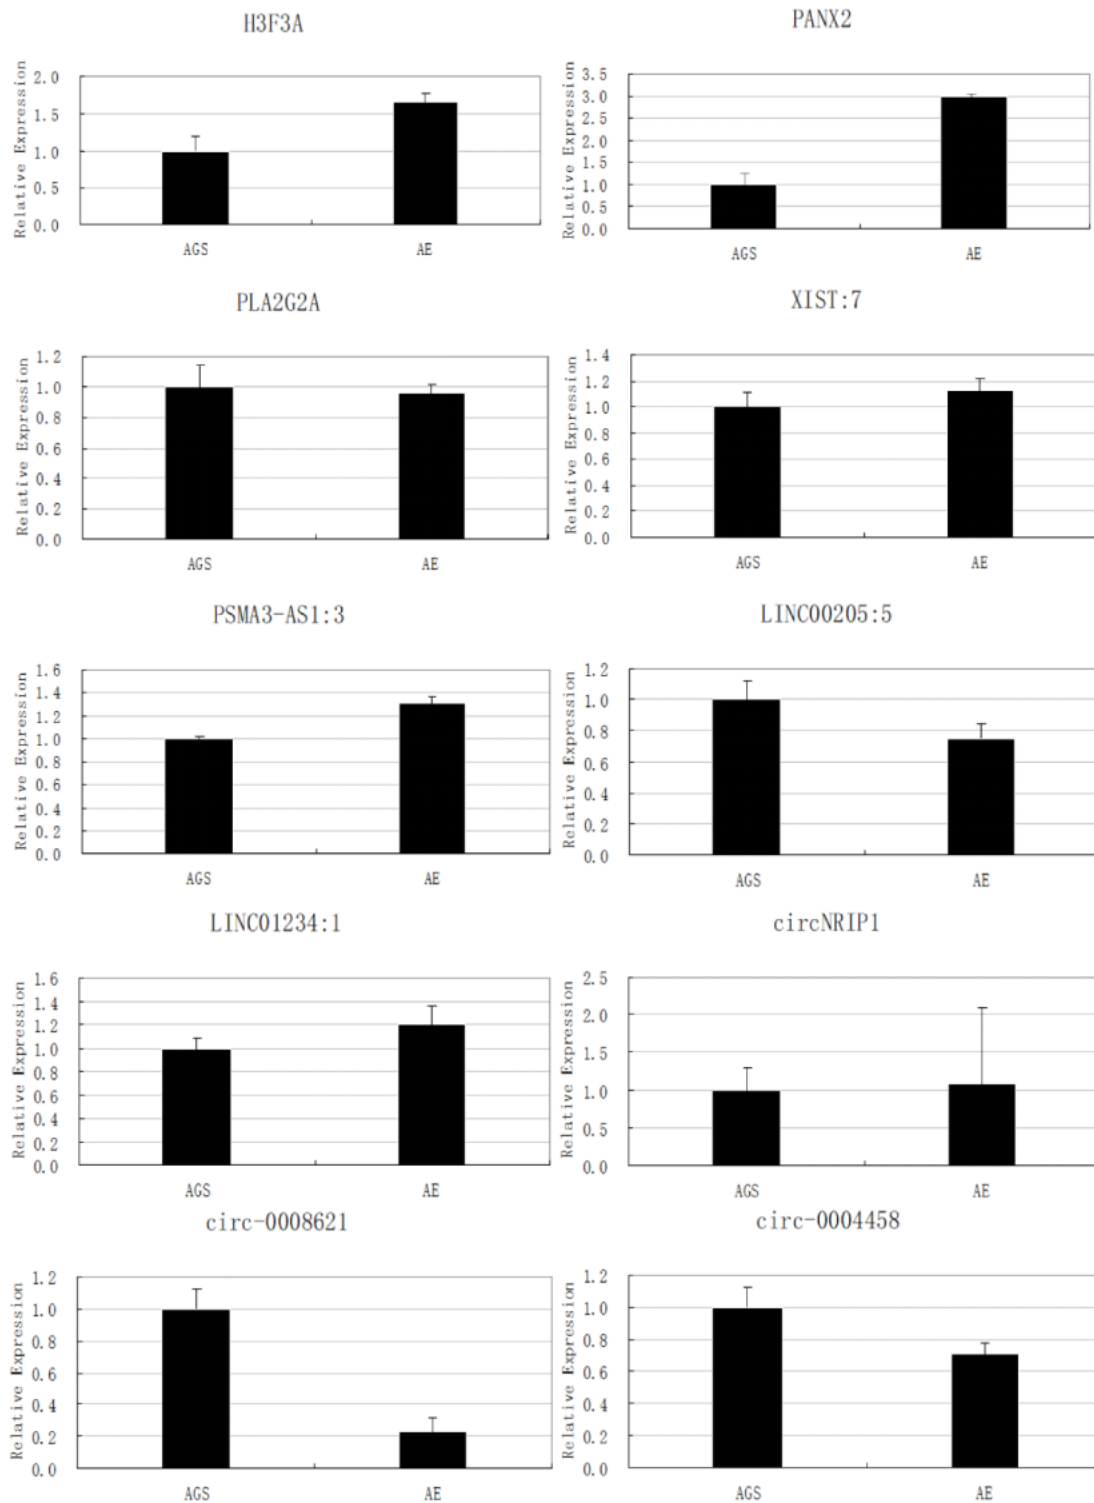 H3F3A
Relative Expression
2.0
1.5
1.0
0.5
0.0
AGS AE
PANX2
Relative Expression
3.5
3.0
2.5
2.0
1.5
1.0
0.5
0.0
AGS AE
PLA2G2A
Relative Expression
1.2
1.0
0.8
0.6
0.4
0.2
0.0
AGS AE
XIST:7
Relative Expression
1.4
1.2
1.0
0.8
0.6
0.4
0.2
0.0
AGS AE
PSMA3-AS1:3
Relative Expression
1.6
1.4
1.2
1.0
0.8
0.6
0.4
0.2
0.0
AGS AE
LINC00205:5
Relative Expression
1.2
1.0
0.8
0.6
0.4
0.2
0.0
AGS AE
LINC01234:1
Relative Expression
1.6
1.4
1.2
1.0
0.8
0.6
0.4
0.2
0.0
AGS AE
circNRIP1
Relative Expression
2.5
2.0
1.5
1.0
0.5
0.0
AGS AE
circ-0008621
Relative Expression
1.2
1.0
0.8
0.6
0.4
0.2
0.0
AGS AE
circ-0004458
Relative Expression
1.2
1.0
0.8
0.6
0.4
0.2
0.0
AGS AE